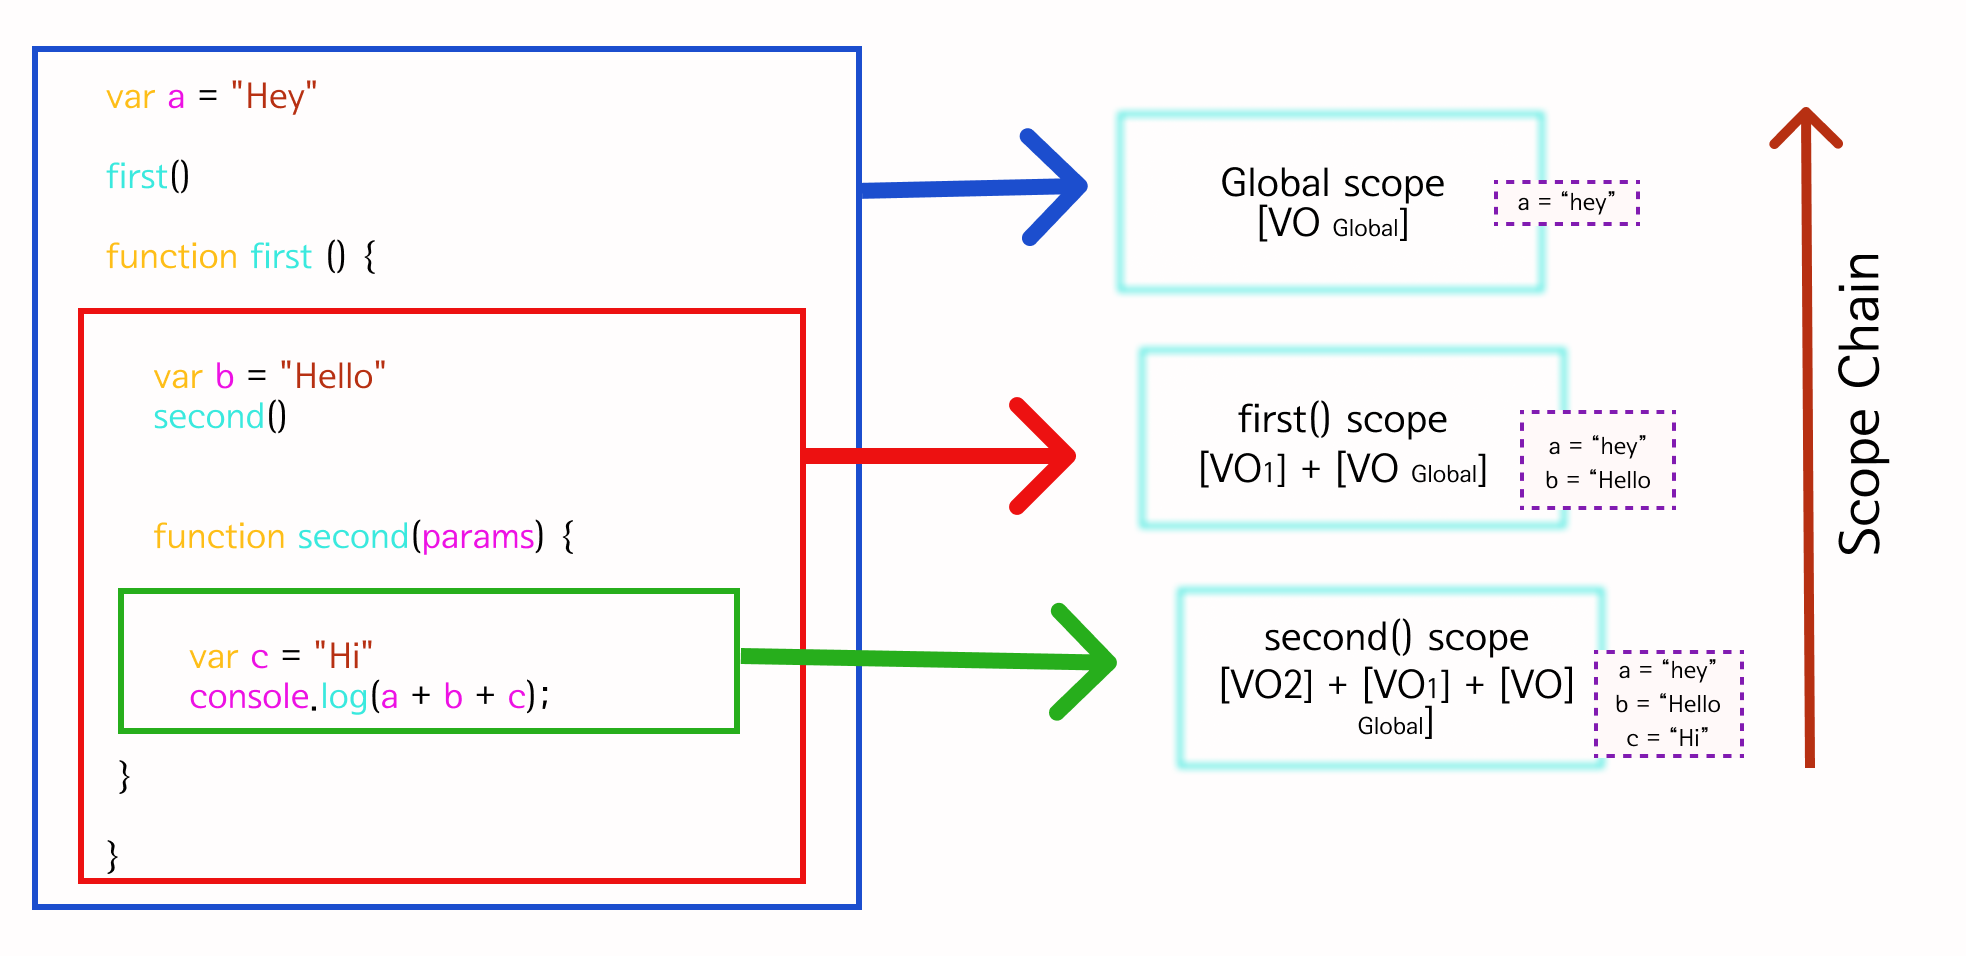 var a = "Hey"
first()
function first () {
var b = "Hello"
second()
function second(params) {
var c = "Hi"
console.log(a + b + c);
}
}
Global scope
[VO Global]
a = “hey”
first() scope
[VO1] + [VO Global]
a = “hey”
b = “Hello
second() scope
[VO2] + [VO1] + [VO]
Global]
a = “hey”
b = “Hello
c = “Hi”
Scope Chain